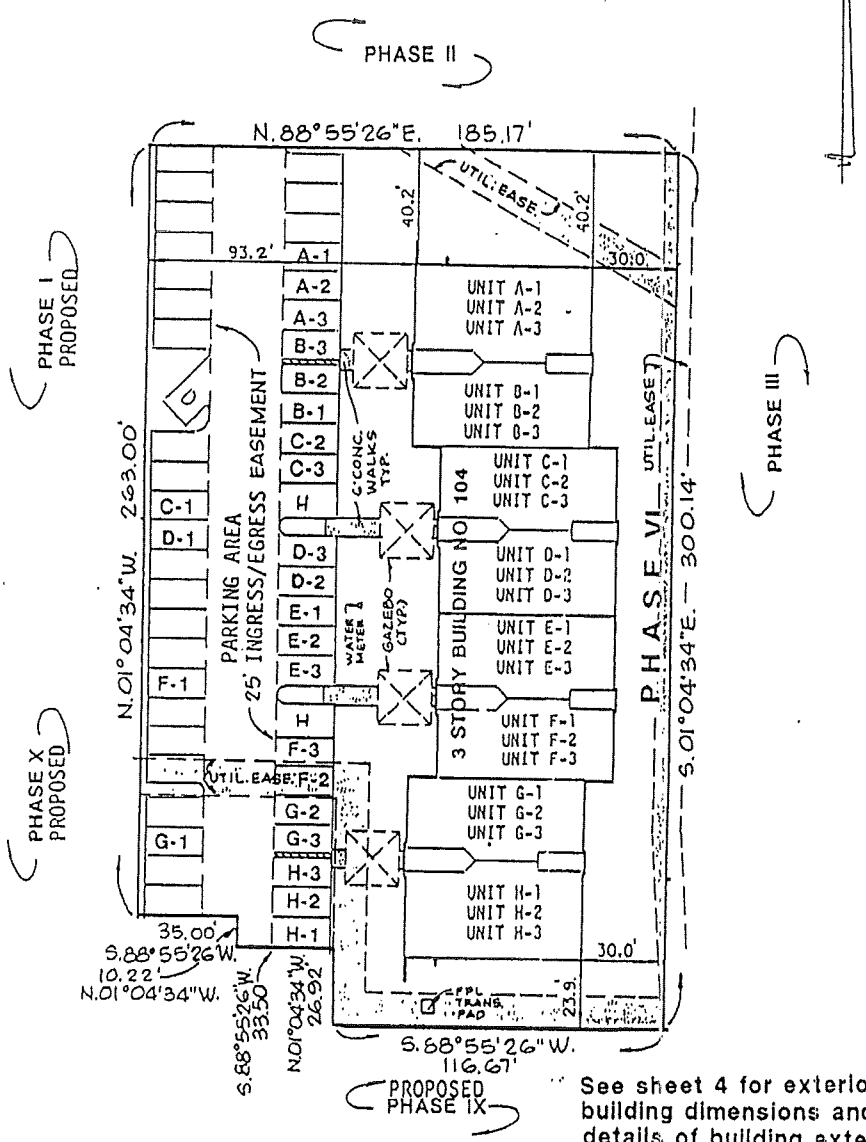 PHASE II
N.88°55'26"E. 185.17'
UTIL. EASE.
40.2'
40.2'
93.2'
30.0'
PHASE I
PROPOSED
A-1
A-2
A-3
B-3
B-2
B-1
C-2
C-3
H
D-3
D-2
E-1
E-2
E-3
H
F-3
F-2
G-2
G-3
H-3
H-2
H-1
C-1
D-1
F-1
G-1
N.01°04'34"W. 263.00'
PARKING AREA
25' INGRESS/EGRESS EASEMENT
CONC.
WALKS
TYP.
WATER
METER
GAZEBO
(TYP.)
UNIT A-1
UNIT A-2
UNIT A-3
UNIT B-1
UNIT B-2
UNIT B-3
UNIT C-1
UNIT C-2
UNIT C-3
UNIT D-1
UNIT D-2
UNIT D-3
UNIT E-1
UNIT E-2
UNIT E-3
UNIT F-1
UNIT F-2
UNIT F-3
UNIT G-1
UNIT G-2
UNIT G-3
UNIT H-1
UNIT H-2
UNIT H-3
3 STORY BUILDING NO 104
PHASE VI
UTIL. EASE
S.01°04'34"E. 300.14'
PHASE III
PHASE X
PROPOSED
UTIL. EASE
35.00'
S.88°55'26"W.
10.22'
N.01°04'34"W.
S.88°55'26"W.
33.50'
N.01°04'34"W.
26.92'
30.0'
23.9'
FPL
TRANS.
PAD
S.88°55'26"W.
116.67'
PROPOSED
PHASE IX
See sheet 4 for exterio
building dimensions and
details of building exte